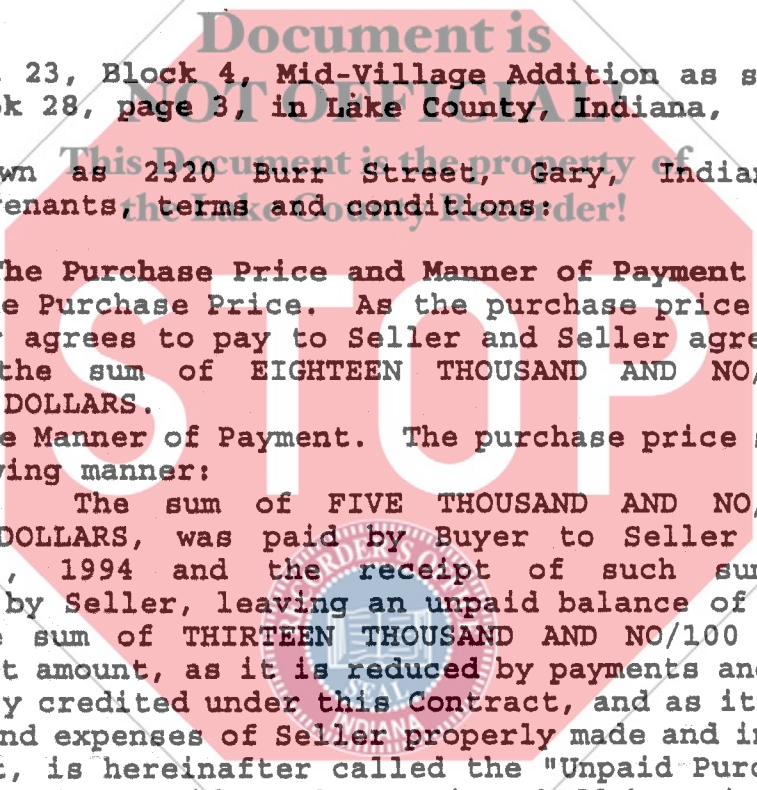 Document is
23, Block 4, Mid-Village Addition as s
NOT OFFICIAL!
k 28, page 3, in Lake County, Indiana,
This Document is the property of
wn as 2320 Burr Street, Gary, Indian
the Lake County Recorder!
enants, terms and conditions:
The Purchase Price and Manner of Payment
e Purchase Price. As the purchase price
r agrees to pay to Seller and Seller agre
the sum of EIGHTEEN THOUSAND AND NO/
DOLLARS.
STOP
e Manner of Payment. The purchase price s
ving manner:
The sum of FIVE THOUSAND AND NO/
DOLLARS, was paid by Buyer to Seller
, 1994 and the receipt of such sum
by Seller, leaving an unpaid balance of
e sum of THIRTEEN THOUSAND AND NO/100
t amount, as it is reduced by payments and
y credited under this Contract, and as it
nd expenses of Seller properly made and in
t, is hereinafter called the "Unpaid Purc
SEAL
INDIANA